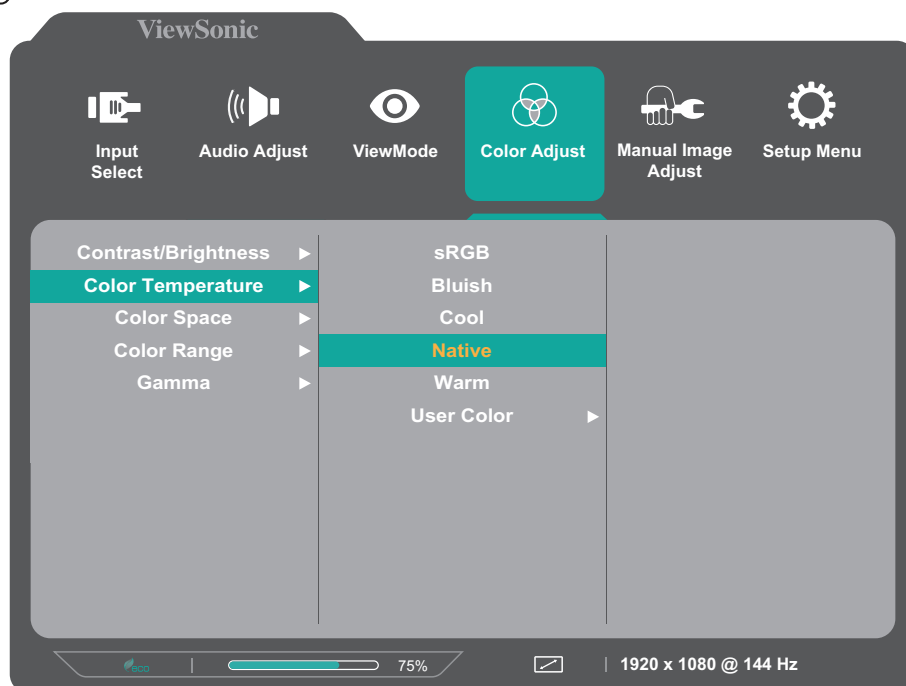 ViewSonic
Input
Select
Audio Adjust
ViewMode
Color Adjust
Manual Image
Adjust
Setup Menu
Contrast/Brightness
Color Temperature
Color Space
Color Range
Gamma
sRGB
Bluish
Cool
Native
Warm
User Color
eco
75%
1920 x 1080 @ 144 Hz